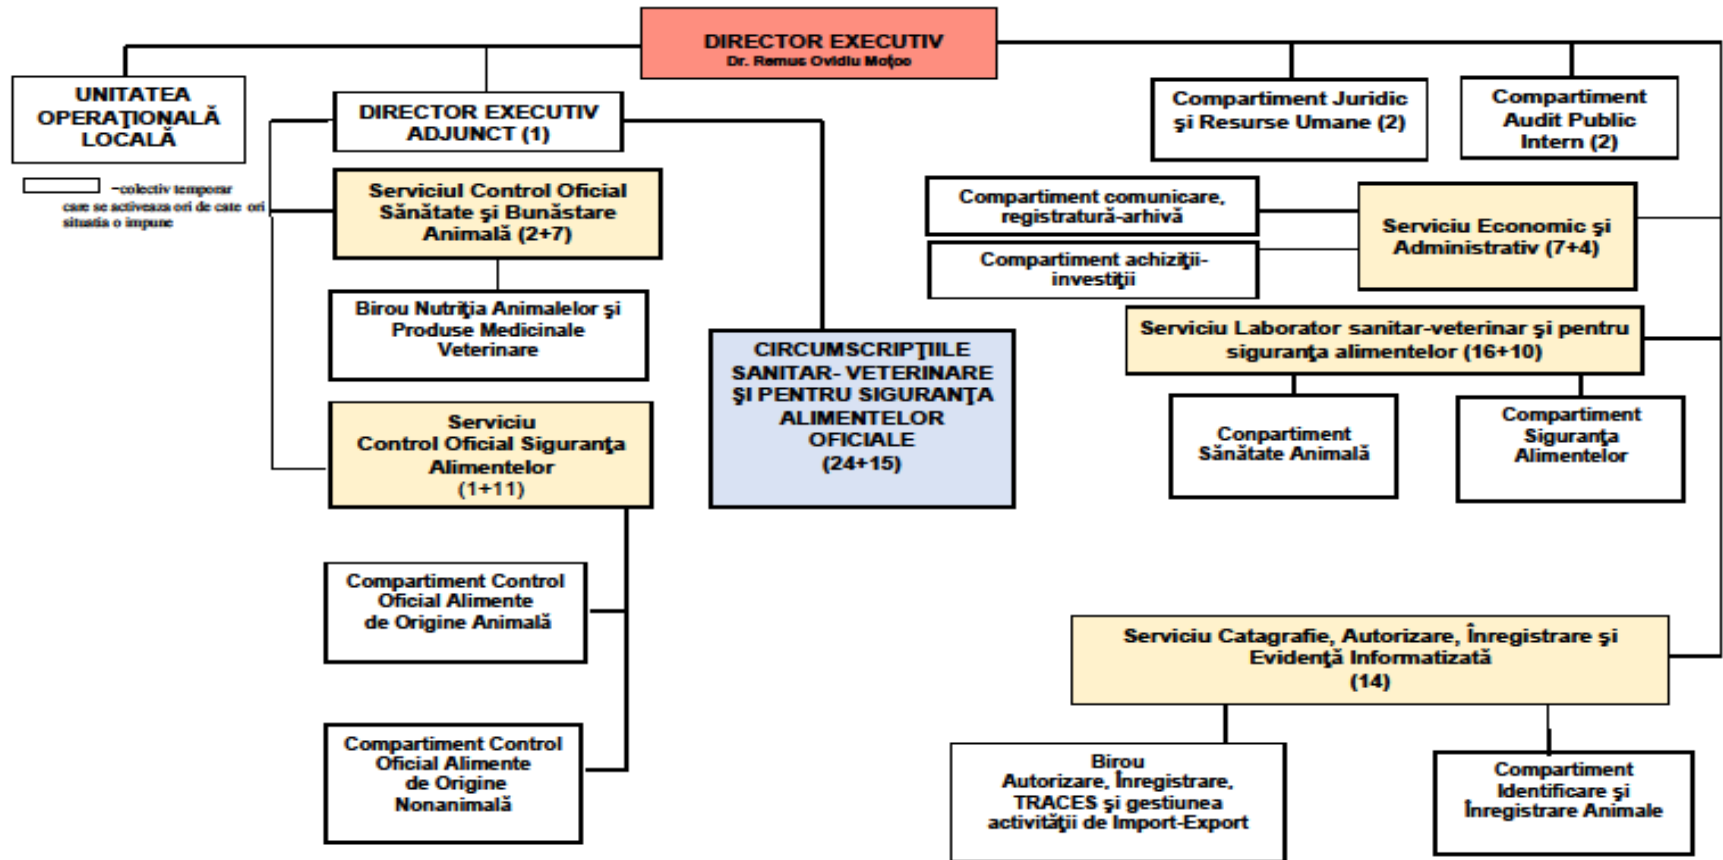 DIRECTOR EXECUTIV
Dr. Remus Ovidiu Moţoc
UNITATEA
OPERAŢIONALĂ
LOCALĂ
–colectiv temporar
care se activeaza ori de cate ori
situatia o impune
DIRECTOR EXECUTIV
ADJUNCT (1)
Serviciul Control Oficial
Sănătate şi Bunăstare
Animală (2+7)
Birou Nutriţia Animalelor şi
Produse Medicinale
Veterinare
Serviciu
Control Oficial Siguranţa
Alimentelor
(1+11)
Compartiment Control
Oficial Alimente
de Origine Animală
Compartiment Control
Oficial Alimente
de Origine
Nonanimală
CIRCUMSCRIPŢIILE
SANITAR- VETERINARE
ŞI PENTRU SIGURANŢA
ALIMENTELOR
OFICIALE
(24+15)
Compartiment Juridic
şi Resurse Umane (2)
Compartiment
Audit Public
Intern (2)
Compartiment comunicare,
registratură-arhivă
Compartiment achiziţii-
investiţii
Serviciu Economic şi
Administrativ (7+4)
Serviciu Laborator sanitar-veterinar şi pentru
siguranţa alimentelor (16+10)
Conpartiment
Sănătate Animală
Compartiment
Siguranţa
Alimentelor
Serviciu Catagrafie, Autorizare, Înregistrare şi
Evidenţă Informatizată
(14)
Birou
Autorizare, Înregistrare,
TRACES şi gestiunea
activităţii de Import-Export
Compartiment
Identificare şi
Înregistrare Animale